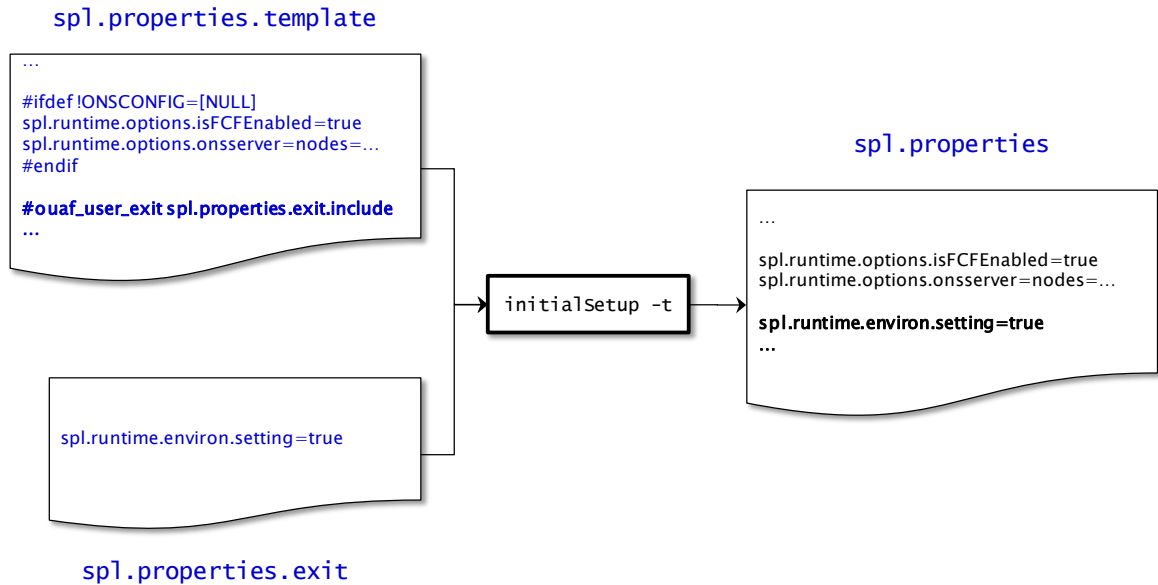 spl.properties.template
...
#ifdef !ONSCONFIG=[NULL]
spl.runtime.options.isFCFEnabled=true
spl.runtime.options.onsserver=nodes=...
#endif
#ouaf_user_exit spl.properties.exit.include
...
spl.runtime.environ.setting=true
spl.properties.exit
initialSetup -t
spl.properties
...
spl.runtime.options.isFCFEnabled=true
spl.runtime.options.onsserver=nodes=...
spl.runtime.environ.setting=true
...